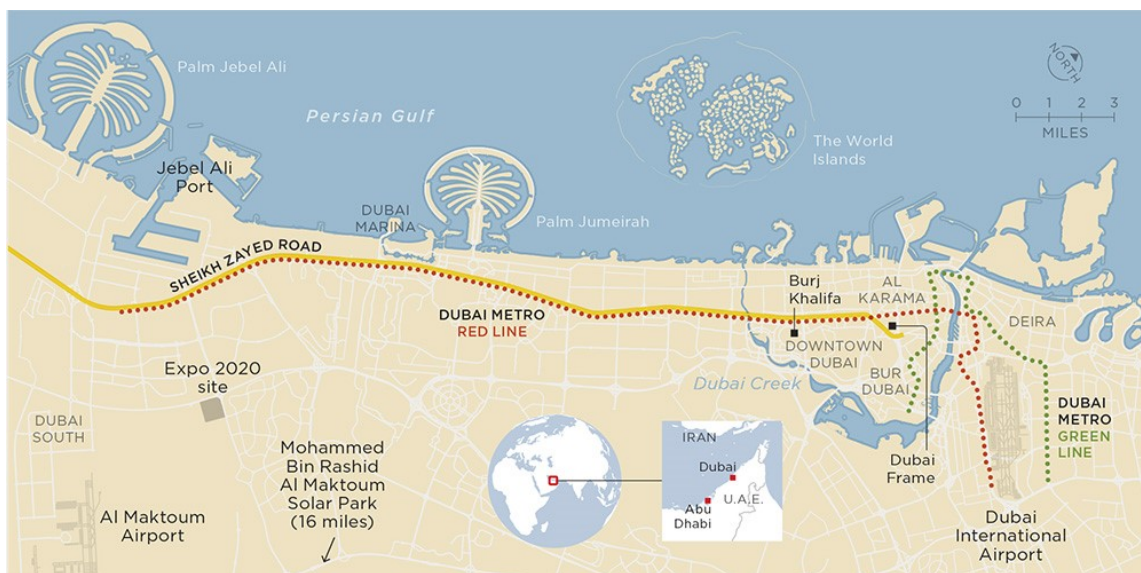 Palm Jebel Ali
Persian Gulf
NORTH
0 1 2 3
MILES
The World
Islands
Jebel Ali
Port
DUBAI
MARINA
Palm Jumeirah
SHEIKH ZAYED ROAD
DUBAI METRO
RED LINE
Burj
Khalifa
AL
KARAMA
DEIRA
DOWNTOWN
DUBAI
BUR
DUBAI
Dubai Creek
Expo 2020
site
DUBAI
SOUTH
Mohammed
Bin Rashid
Al Maktoum
Solar Park
(16 miles)
Al Maktoum
Airport
IRAN
Dubai
U.A.E.
Abu
Dhabi
Dubai
Frame
DUBAI
METRO
GREEN
LINE
Dubai
International
Airport